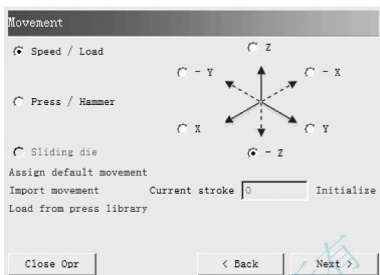 Movement
Speed / Load
Z
- Y
- X
Press / Hammer
X
Y
Sliding die
- Z
Assign default movement
Import movement
Current stroke 0 Initialize
Load from press library
Close Opr
< Back
Next >